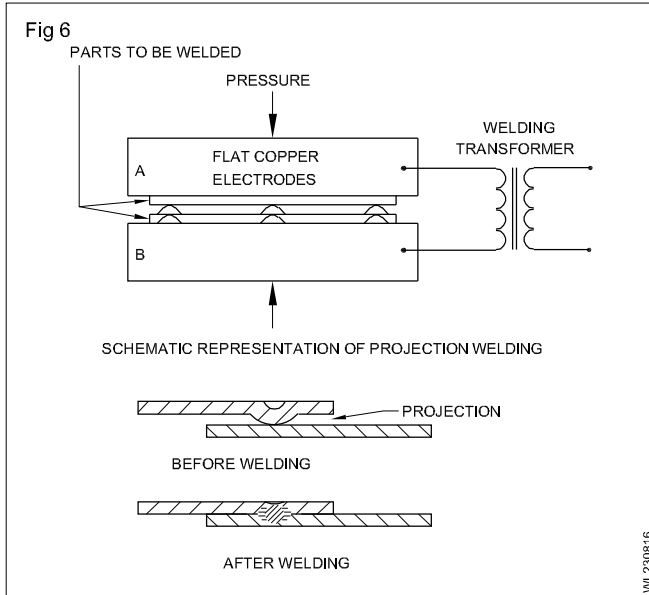 Fig 6
PARTS TO BE WELDED
PRESSURE
WELDING
TRANSFORMER
A
FLAT COPPER
ELECTRODES
B
SCHEMATIC REPRESENTATION OF PROJECTION WELDING
PROJECTION
BEFORE WELDING
AFTER WELDING
WL230816